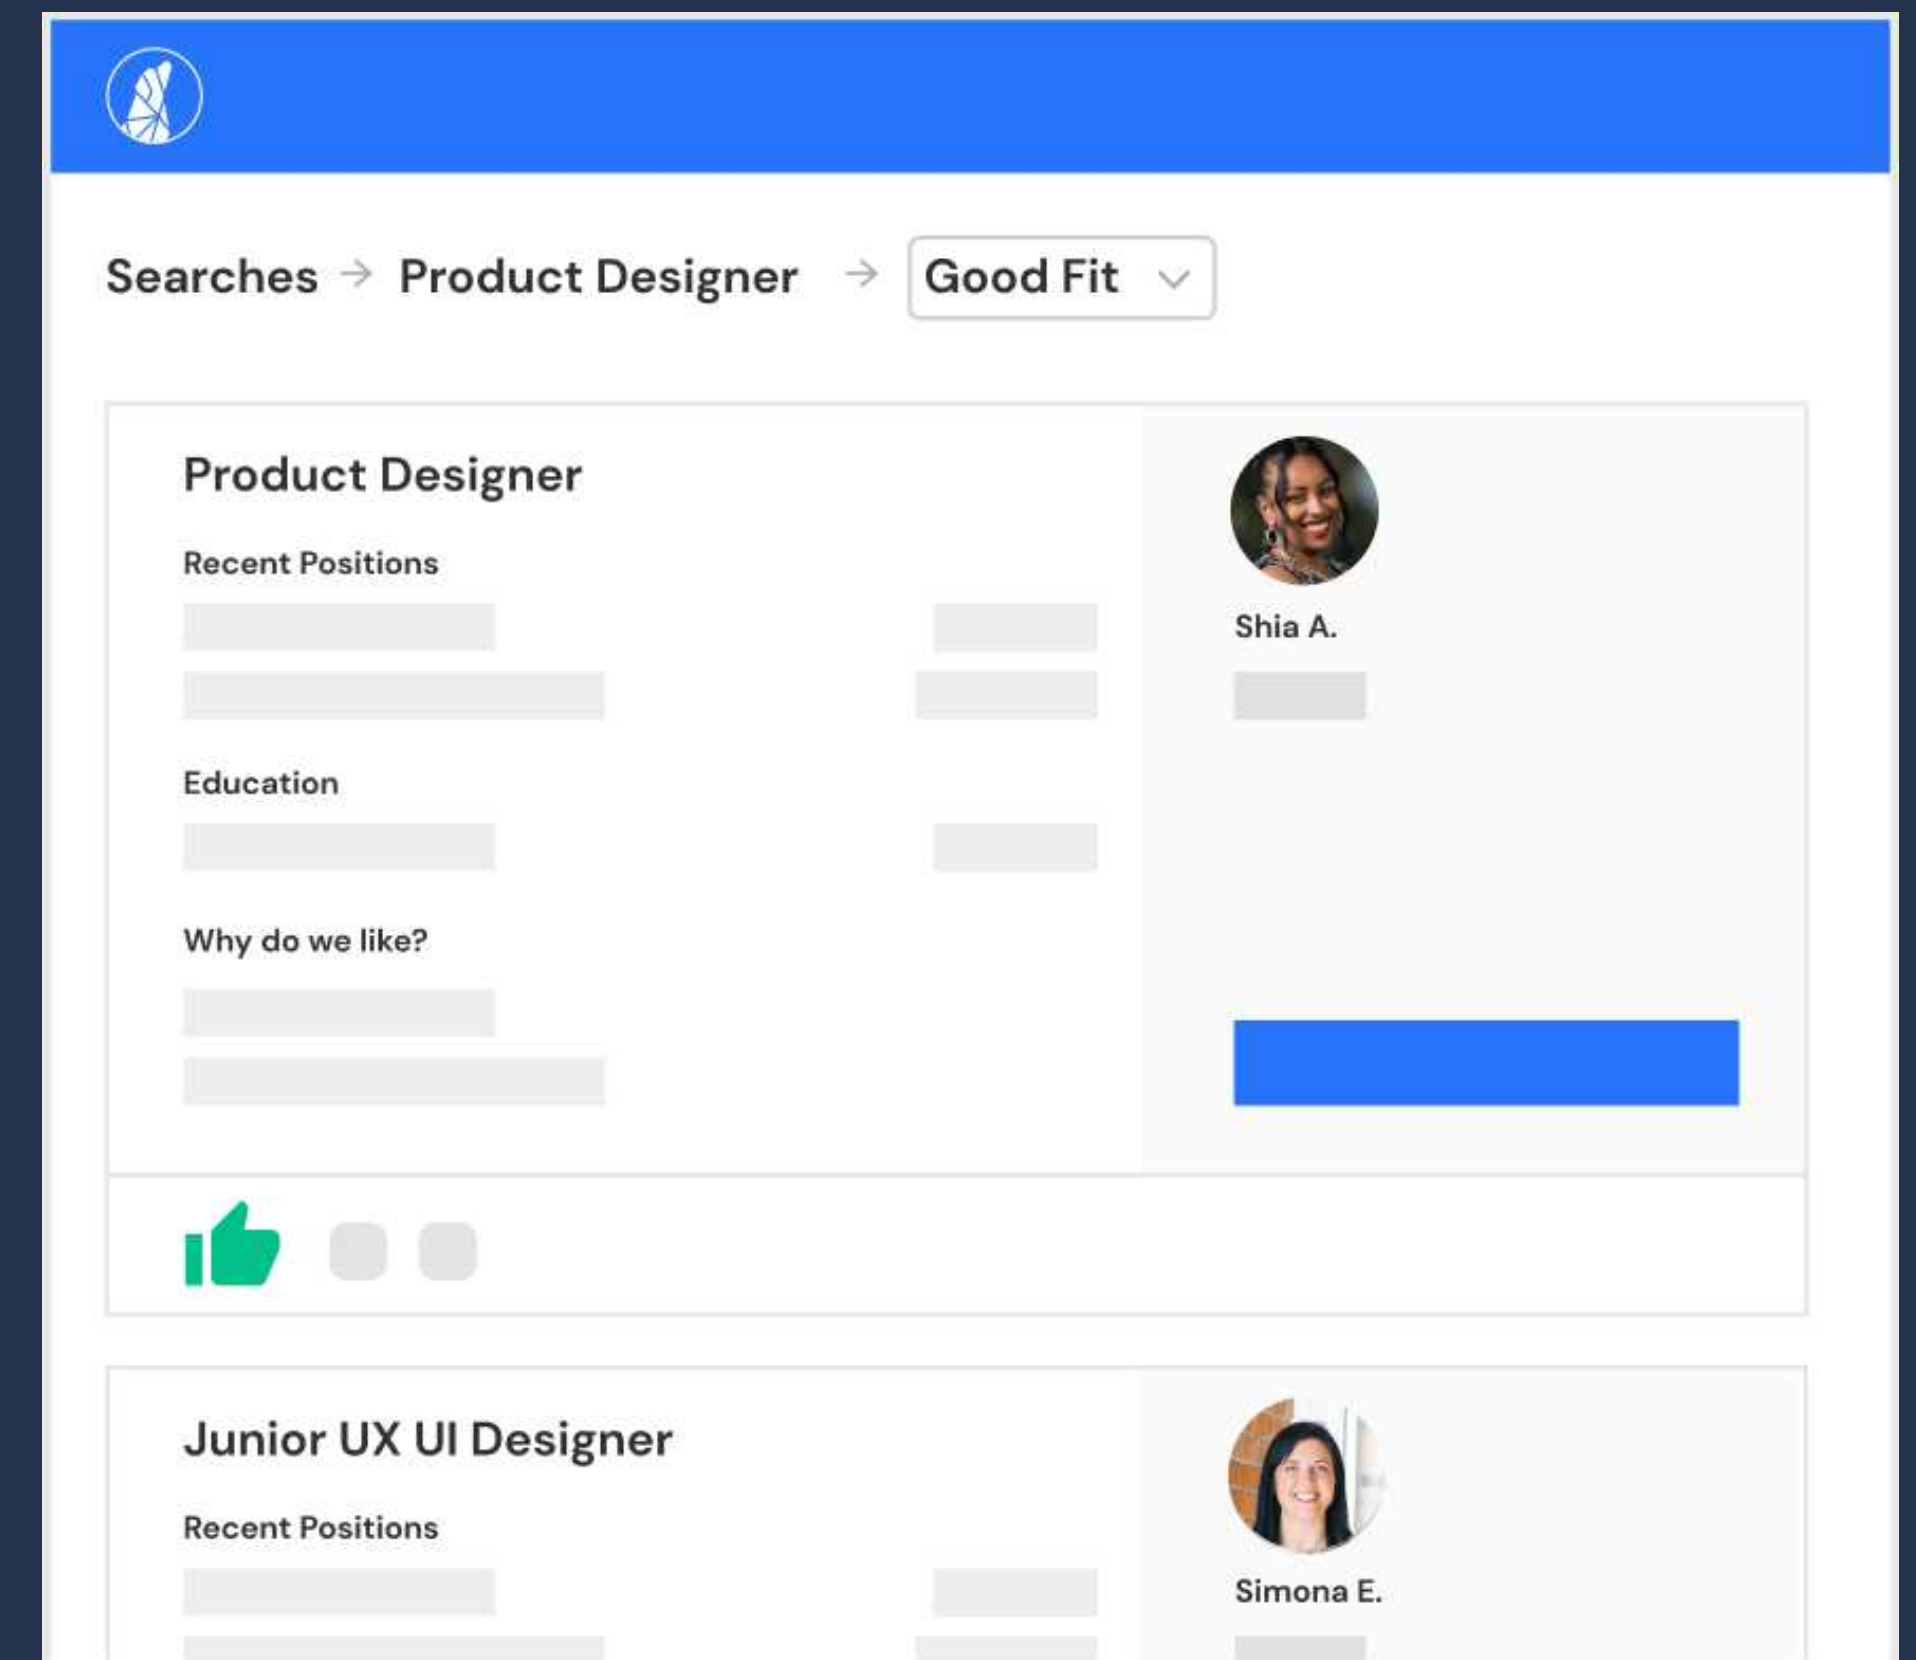 Searches → Product Designer → Good Fit
Product Designer
Recent Positions
Shia A.
Education
Why do we like?
Junior UX UI Designer
Recent Positions
Simona E.